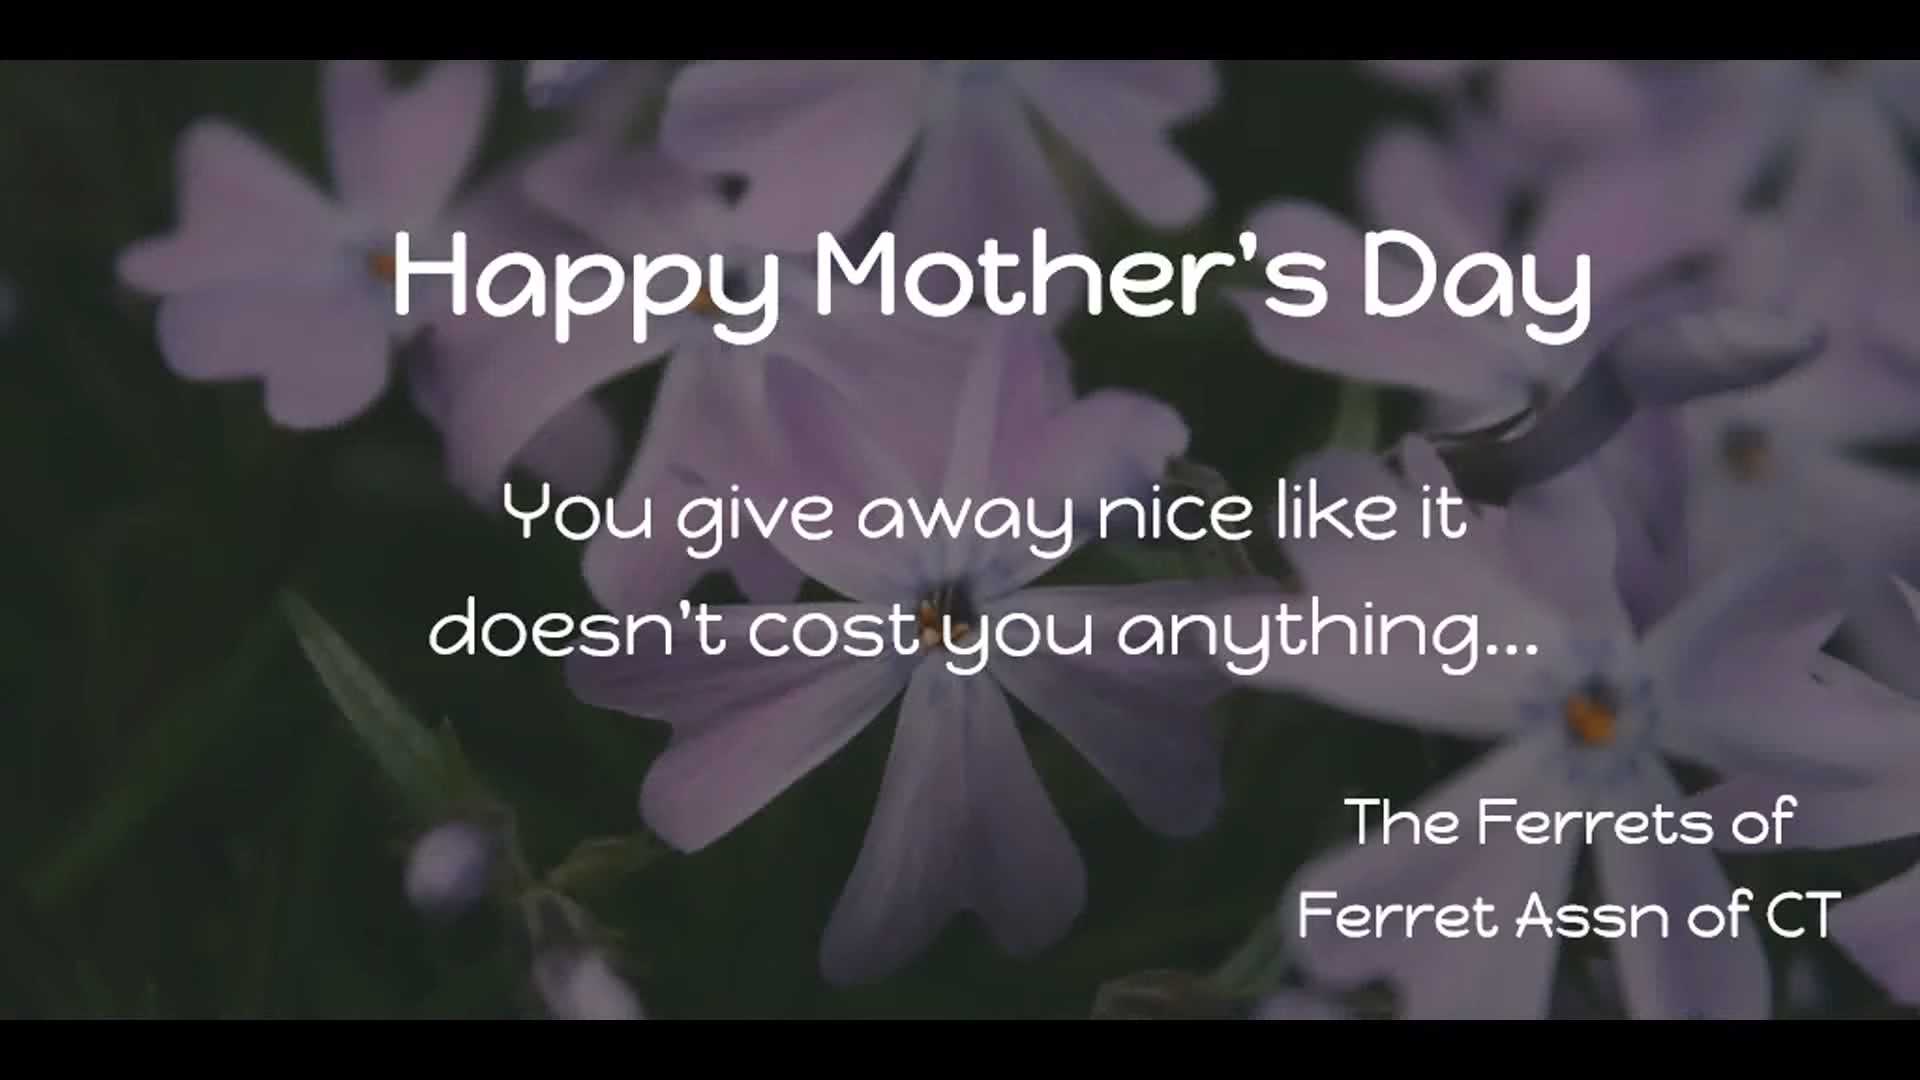 Happy Mother's Day
You give away nice like it
doesn't cost you anything...
The Ferrets of
Ferret Assn of CT